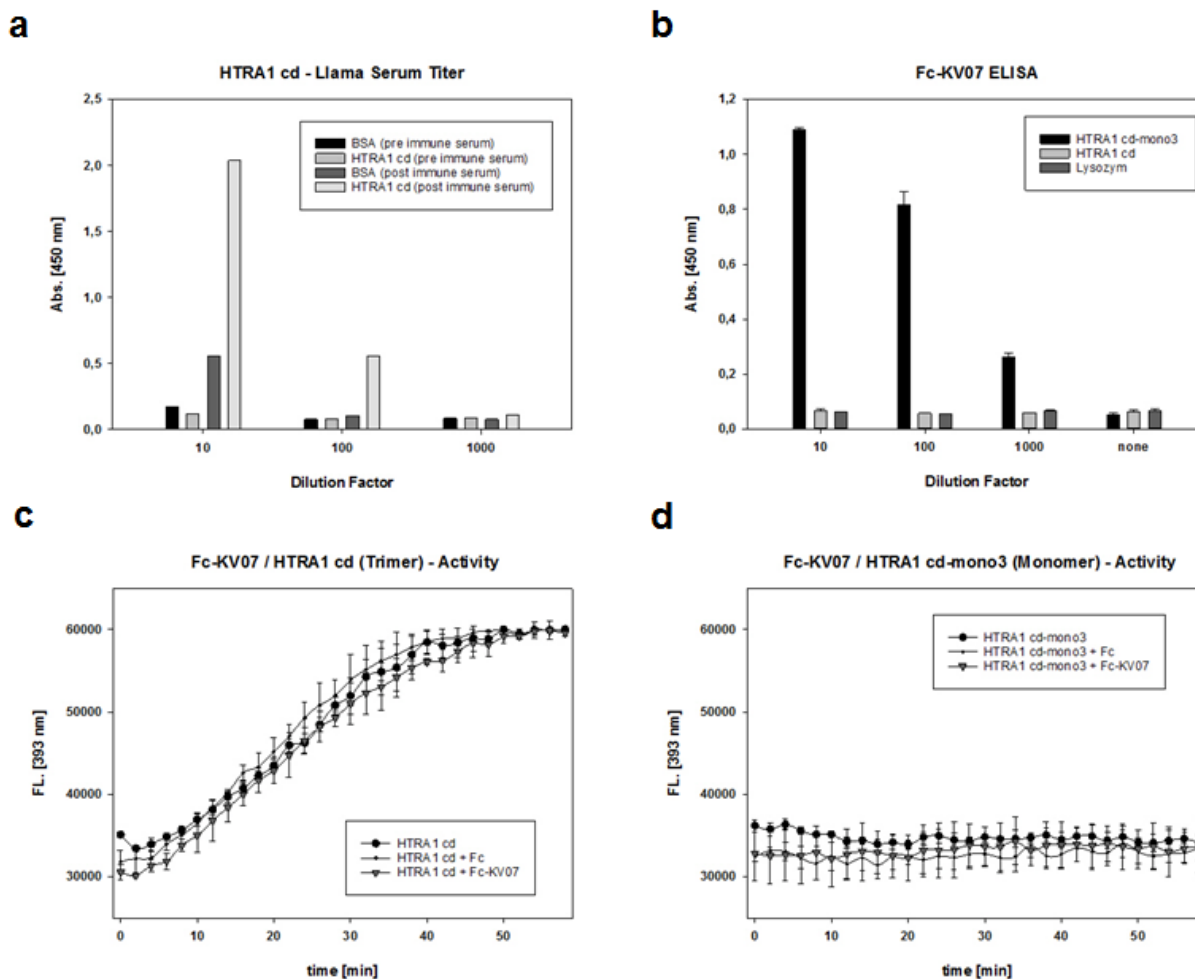 a
HTRA1 cd - Llama Serum Titer
2,5
2,0
1,5
1,0
0,5
0,0
Abs. [450 nm]
BSA (pre immune serum)
HTRA1 cd (pre immune serum)
BSA (post immune serum)
HTRA1 cd (post immune serum)
10 100 1000
Dilution Factor
b
Fc-KV07 ELISA
1,2
1,0
0,8
0,6
0,4
0,2
0,0
Abs. [450 nm]
HTRA1 cd-mono3
HTRA1 cd
Lysozym
10 100 1000 none
Dilution Factor
c
Fc-KV07 / HTRA1 cd (Trimer) - Activity
60000
50000
40000
30000
FL. [393 nm]
HTRA1 cd
HTRA1 cd + Fc
HTRA1 cd + Fc-KV07
0 10 20 30 40 50
time [min]
d
Fc-KV07 / HTRA1 cd-mono3 (Monomer) - Activity
60000
50000
40000
30000
FL. [393 nm]
HTRA1 cd-mono3
HTRA1 cd-mono3 + Fc
HTRA1 cd-mono3 + Fc-KV07
0 10 20 30 40 50
time [min]